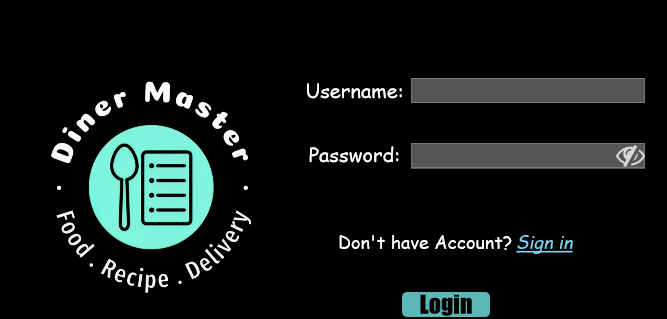 Diner Master
Food . Recipe . Delivery
Username:
Password:
Don't have Account? Sign in
Login